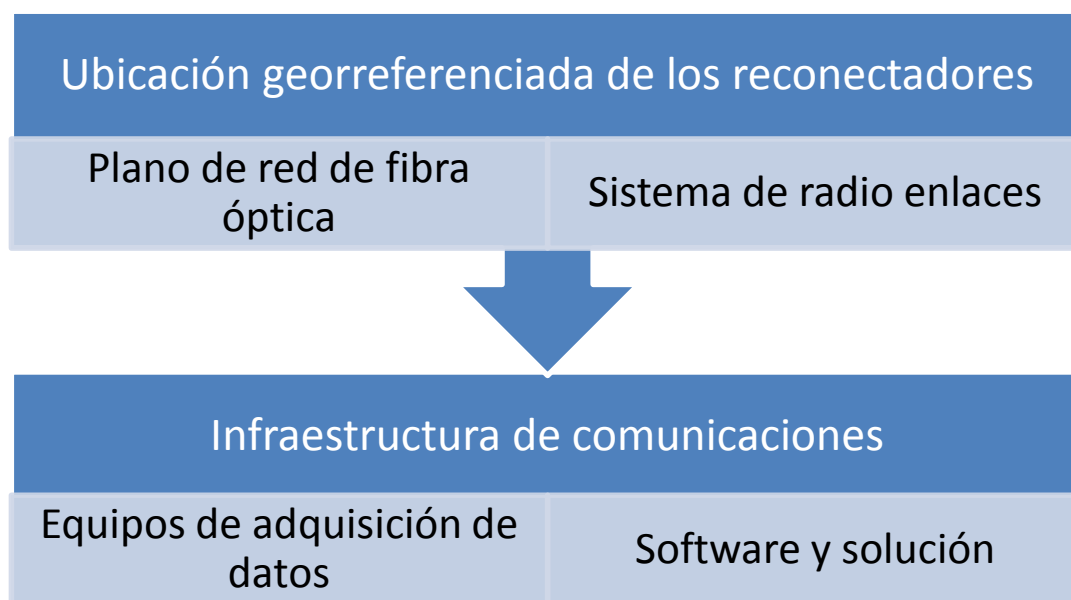 Ubicación georreferenciada de los reconectadores
Plano de red de fibra
óptica
Sistema de radio enlaces
Infraestructura de comunicaciones
Equipos de adquisición de
datos
Software y solución